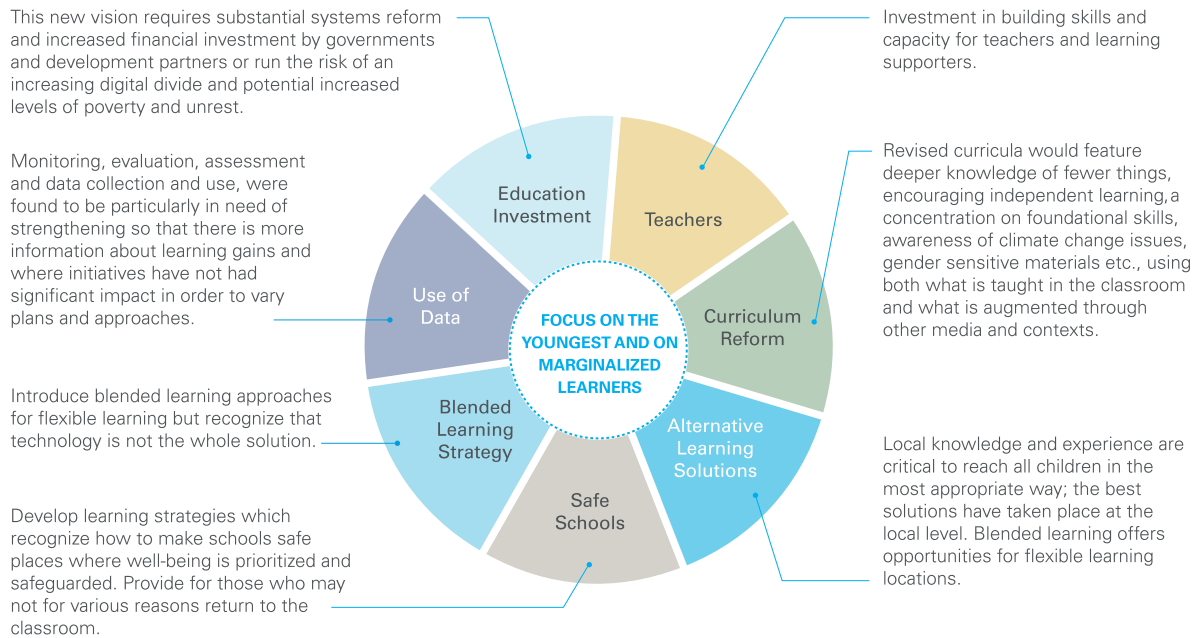 This new vision requires substantial systems reform
and increased financial investment by governments
and development partners or run the risk of an
increasing digital divide and potential increased
levels of poverty and unrest.
Monitoring, evaluation, assessment
and data collection and use, were
found to be particularly in need of
strengthening so that there is more
information about learning gains and
where initiatives have not had
significant impact in order to vary
plans and approaches.
Introduce blended learning approaches
for flexible learning but recognize that
technology is not the whole solution.
Develop learning strategies which
recognize how to make schools safe
places where well-being is prioritized and
safeguarded. Provide for those who may
not for various reasons return to the
classroom.
Education
Investment
Teachers
Use of
Data
Curriculum
Reform
FOCUS ON THE
YOUNGEST AND ON
MARGINALIZED
LEARNERS
Blended
Learning
Strategy
Alternative
Learning
Solutions
Safe
Schools
Investment in building skills and
capacity for teachers and learning
supporters.
Revised curricula would feature
deeper knowledge of fewer things,
encouraging independent learning, a
concentration on foundational skills,
awareness of climate change issues,
gender sensitive materials etc., using
both what is taught in the classroom
and what is augmented through
other media and contexts.
Local knowledge and experience are
critical to reach all children in the
most appropriate way; the best
solutions have taken place at the
local level. Blended learning offers
opportunities for flexible learning
locations.